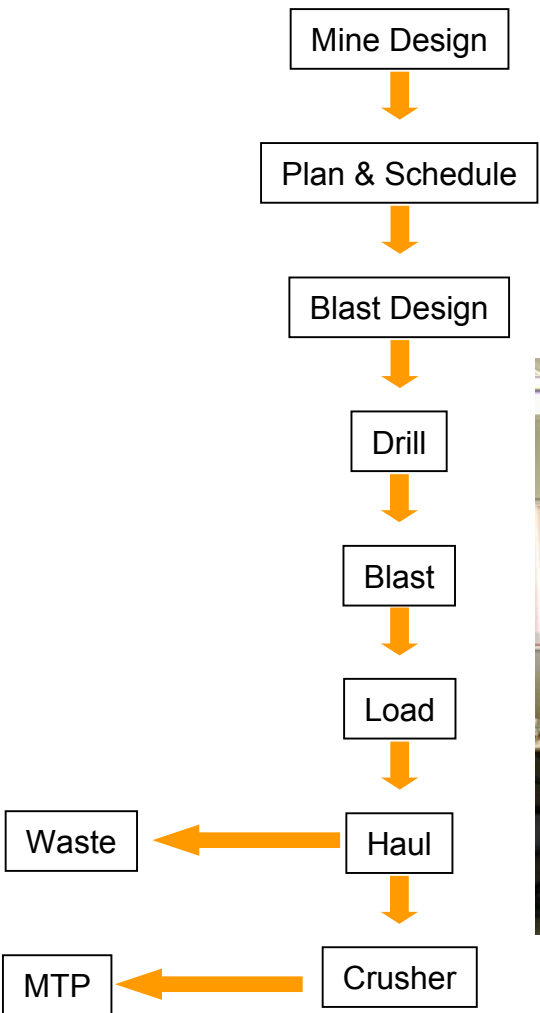 Mine Design
Plan & Schedule
Blast Design
Drill
Blast
Load
Waste
Haul
MTP
Crusher